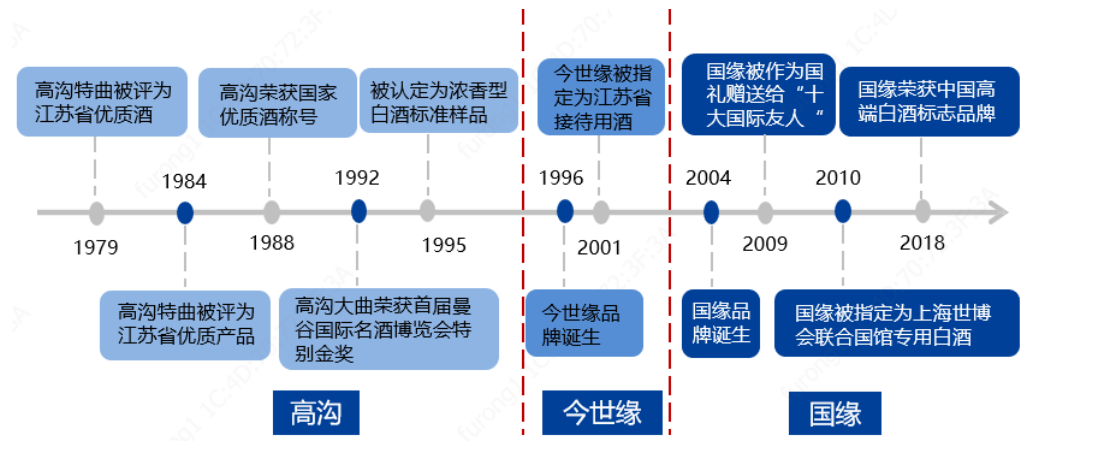 高沟特曲被评为
江苏省优质酒
高沟荣获国家
优质酒称号
被认定为浓香型
白酒标准样品
今世缘被指
定为江苏省
接待用酒
国缘被作为国
礼赠送给“十
大国际友人“
国缘荣获中国高
端白酒标志品牌
1984
1992
1996
2004
2010
1979
1988
1995
2001
2009
2018
高沟特曲被评为
江苏省优质产品
高沟大曲荣获首届曼
谷国际名酒博览会特
别金奖
今世缘品
牌诞生
国缘品
牌诞生
国缘被指定为上海世博
会联合国馆专用白酒
高沟
今世缘
国缘